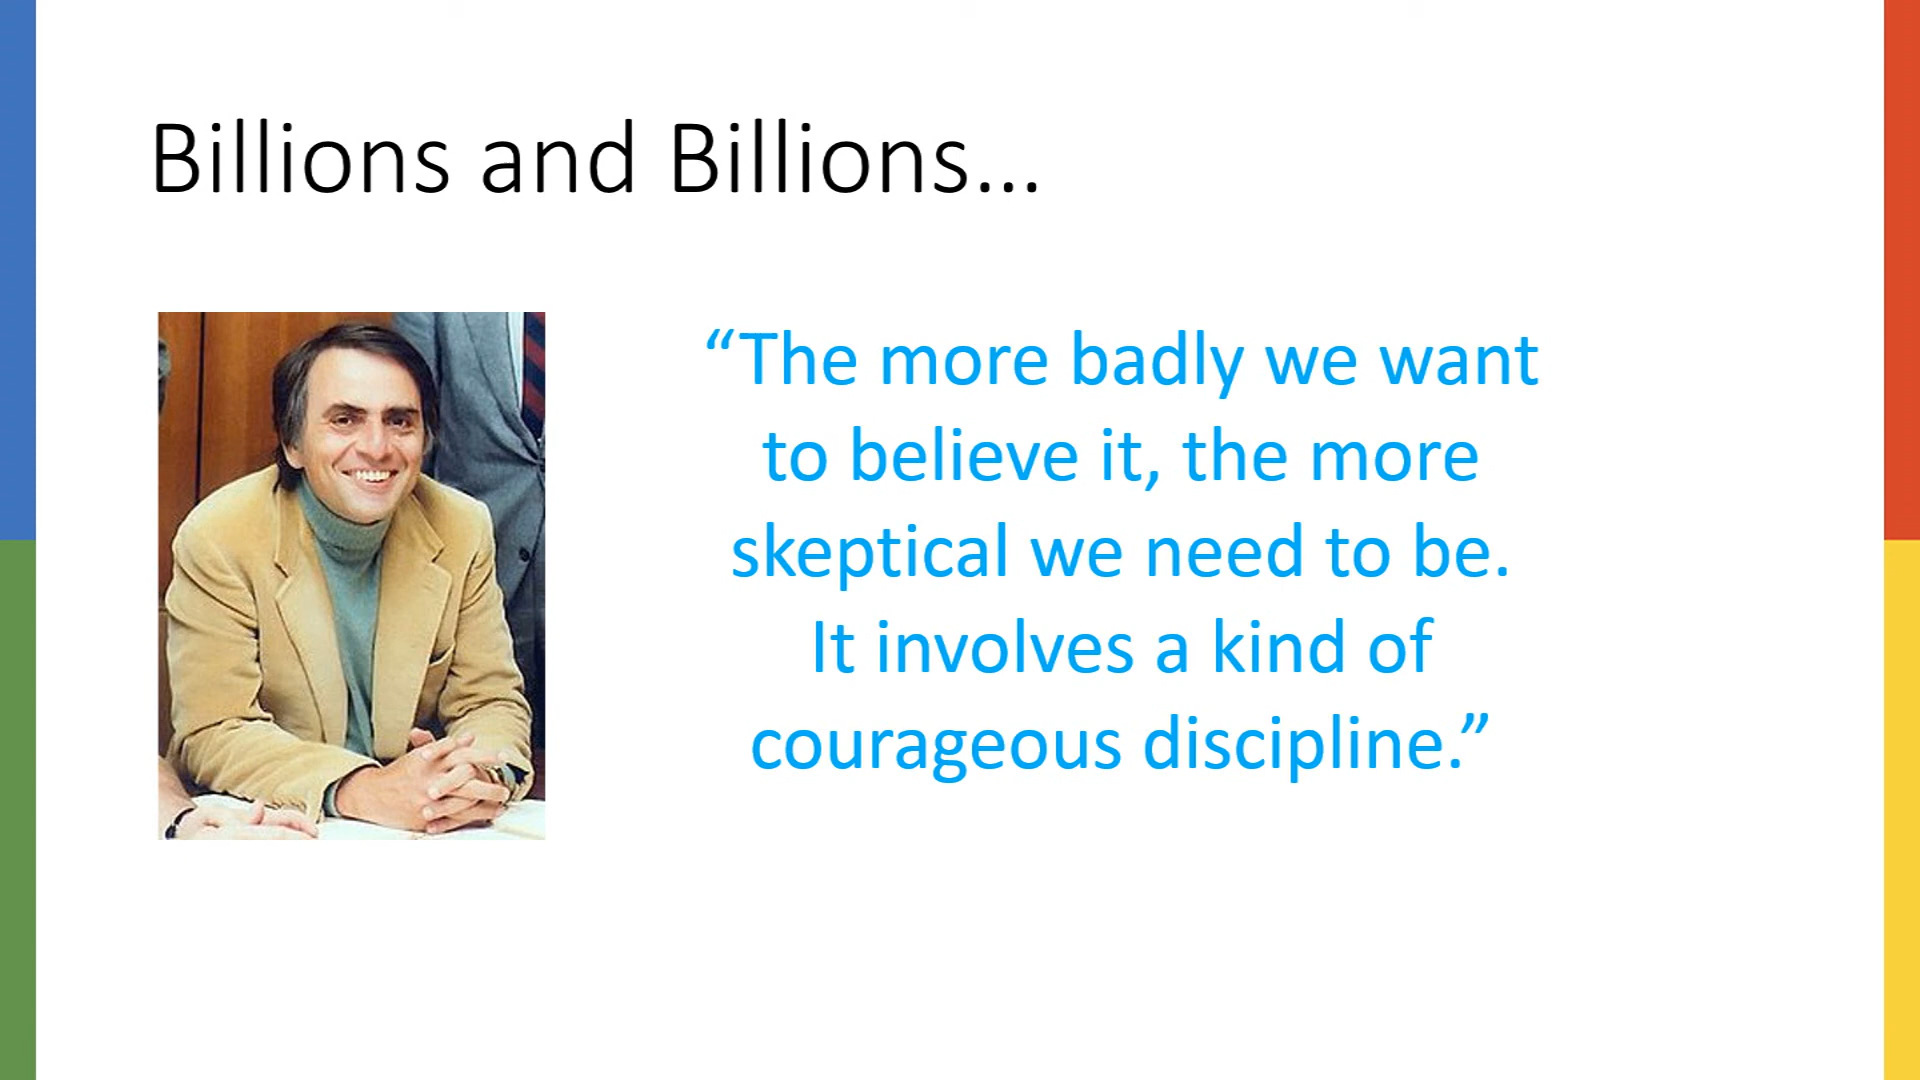 Billions and Billions...
“The more badly we want
to believe it, the more
skeptical we need to be.
It involves a kind of
courageous discipline.”